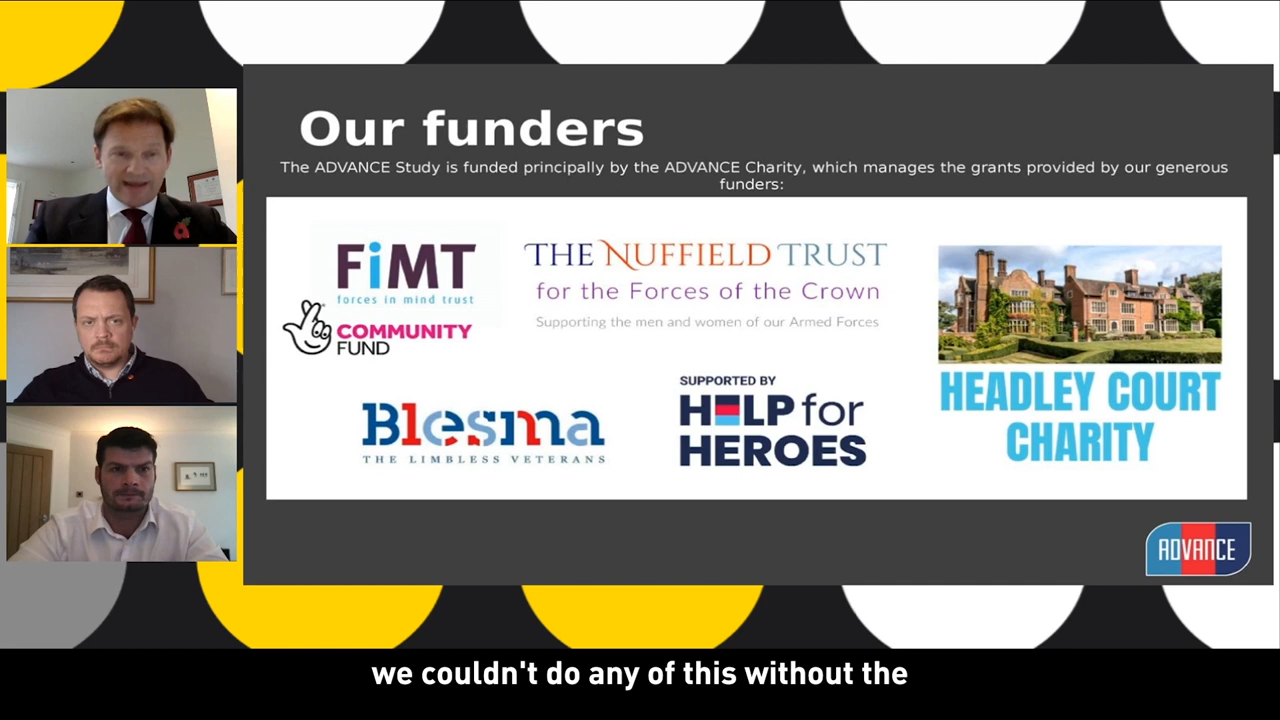 Our funders
The ADVANCE Study is funded principally by the ADVANCE Charity, which manages the grants provided by our generous
funders:
FiMT
forces in mind trust
COMMUNITY
FUND
THE NUFFIELD TRUST
for the Forces of the Crown
Supporting the men and women of our Armed Forces
Blesma
THE LIMBLESS VETERANS
SUPPORTED BY
HELP for
HEROES
HEADLEY COURT
CHARITY
ADVANCE
we couldn't do any of this without the